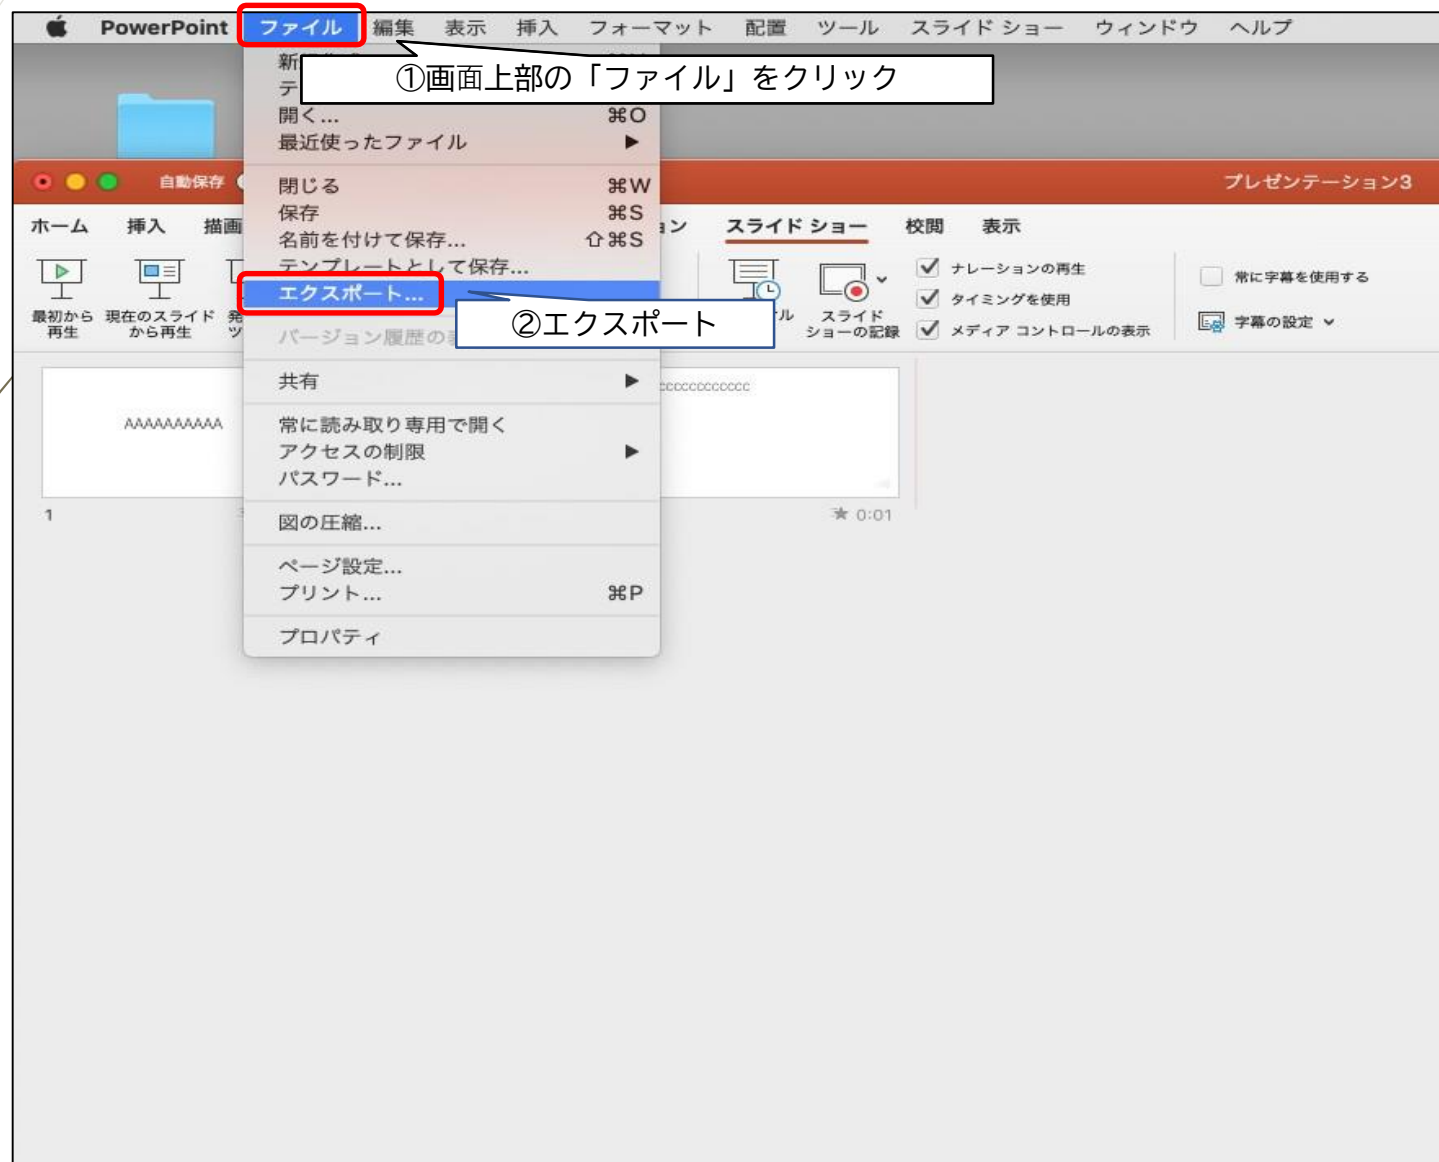 PowerPoint ファイル 編集 表示 挿入 フォーマット 配置 ツール スライド ショー ウィンドウ ヘルプ
①画面上部の「ファイル」をクリック
開く... ⌘O
最近使ったファイル ▶
自動保存
プレゼンテーション3
閉じる ⌘W
保存 ⌘S
名前を付けて保存... ⇧⌘S
テンプレートとして保存...
エクスポート...
②エクスポート
バージョン履歴の
共有 ▶
常に読み取り専用で開く
アクセスの制限 ▶
パスワード...
図の圧縮...
ページ設定...
プリント... ⌘P
プロパティ
ホーム 挿入 描画 ョン スライド ショー 校閲 表示
最初から
再生
現在のスライド
から再生
スライド
ショーの記録
ナレーションの再生
タイミングを使用
メディア コントロールの表示
常に字幕を使用する
字幕の設定
AAAAAAAAAA
1
0:01